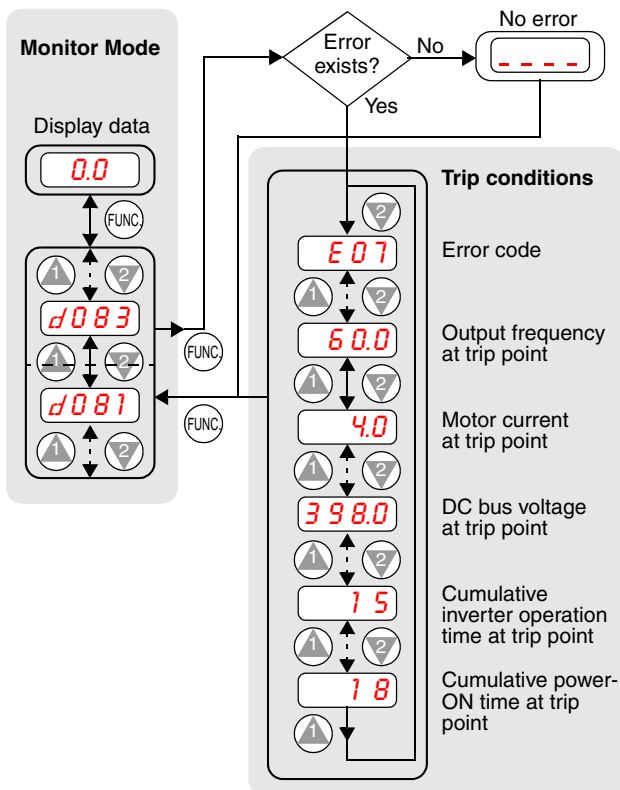 No error
Monitor Mode
Error
exists?
No
_ _ _ _
Yes
Display data
0.0
FUNC.
1 2
d083
FUNC.
1 2
d081
FUNC.
1 2
Trip conditions
2
E07
Error code
1 2
60.0
Output frequency
at trip point
1 2
4.0
Motor current
at trip point
1 2
398.0
DC bus voltage
at trip point
1 2
15
Cumulative
inverter operation
time at trip point
1 2
18
Cumulative power-
ON time at trip
point
1